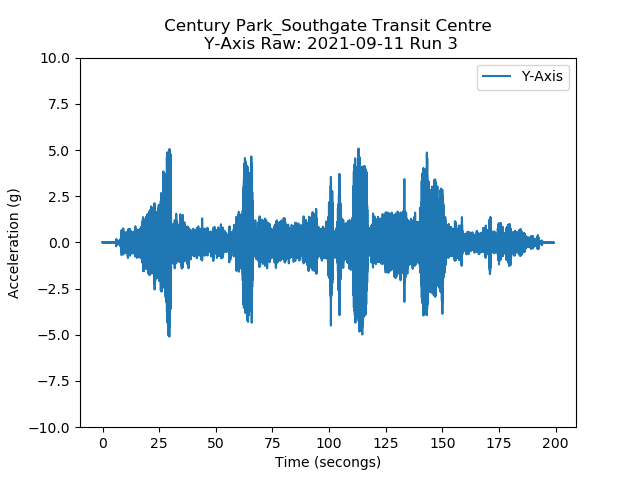 Century Park_Southgate Transit Centre
Y-Axis Raw: 2021-09-11 Run 3
Y-Axis
10.0
7.5
5.0
2.5
0.0
−2.5
−5.0
−7.5
−10.0
Acceleration (g)
0 25 50 75 100 125 150 175 200
Time (seconds)